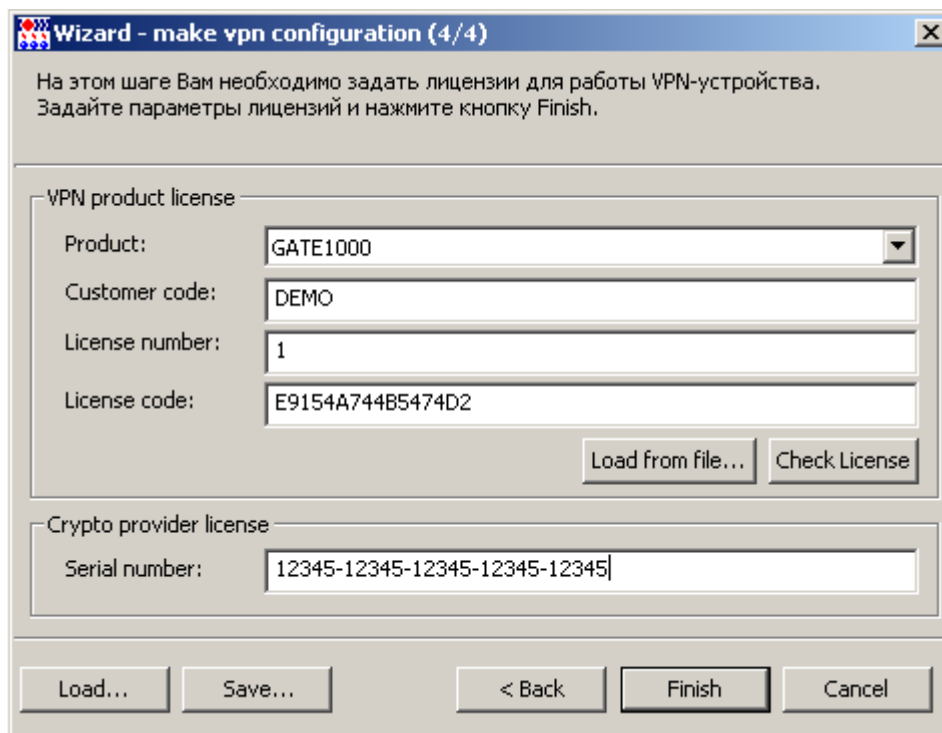 Wizard - make vpn configuration (4/4)
На этом шаге Вам необходимо задать лицензии для работы VPN-устройства.
Задайте параметры лицензий и нажмите кнопку Finish.
VPN product license
Product: GATE1000
Customer code: DEMO
License number: 1
License code: E9154A744B5474D2
Load from file... Check License
Crypto provider license
Serial number: 12345-12345-12345-12345-12345
Load... Save... < Back Finish Cancel